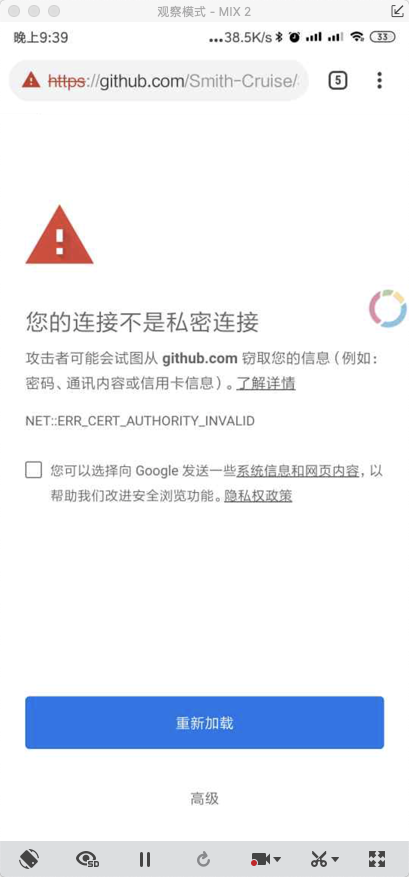 观察模式 - MIX 2
晚上9:39
...38.5K/s
33
https://github.com/Smith-Cruise/
5
您的连接不是私密连接
攻击者可能会试图从 github.com 窃取您的信息（例如：
密码、通讯内容或信用卡信息）。了解详情
NET::ERR_CERT_AUTHORITY_INVALID
您可以选择向 Google 发送一些系统信息和网页内容，以
帮助我们改进安全浏览功能。隐私权政策
重新加载
高级
SD